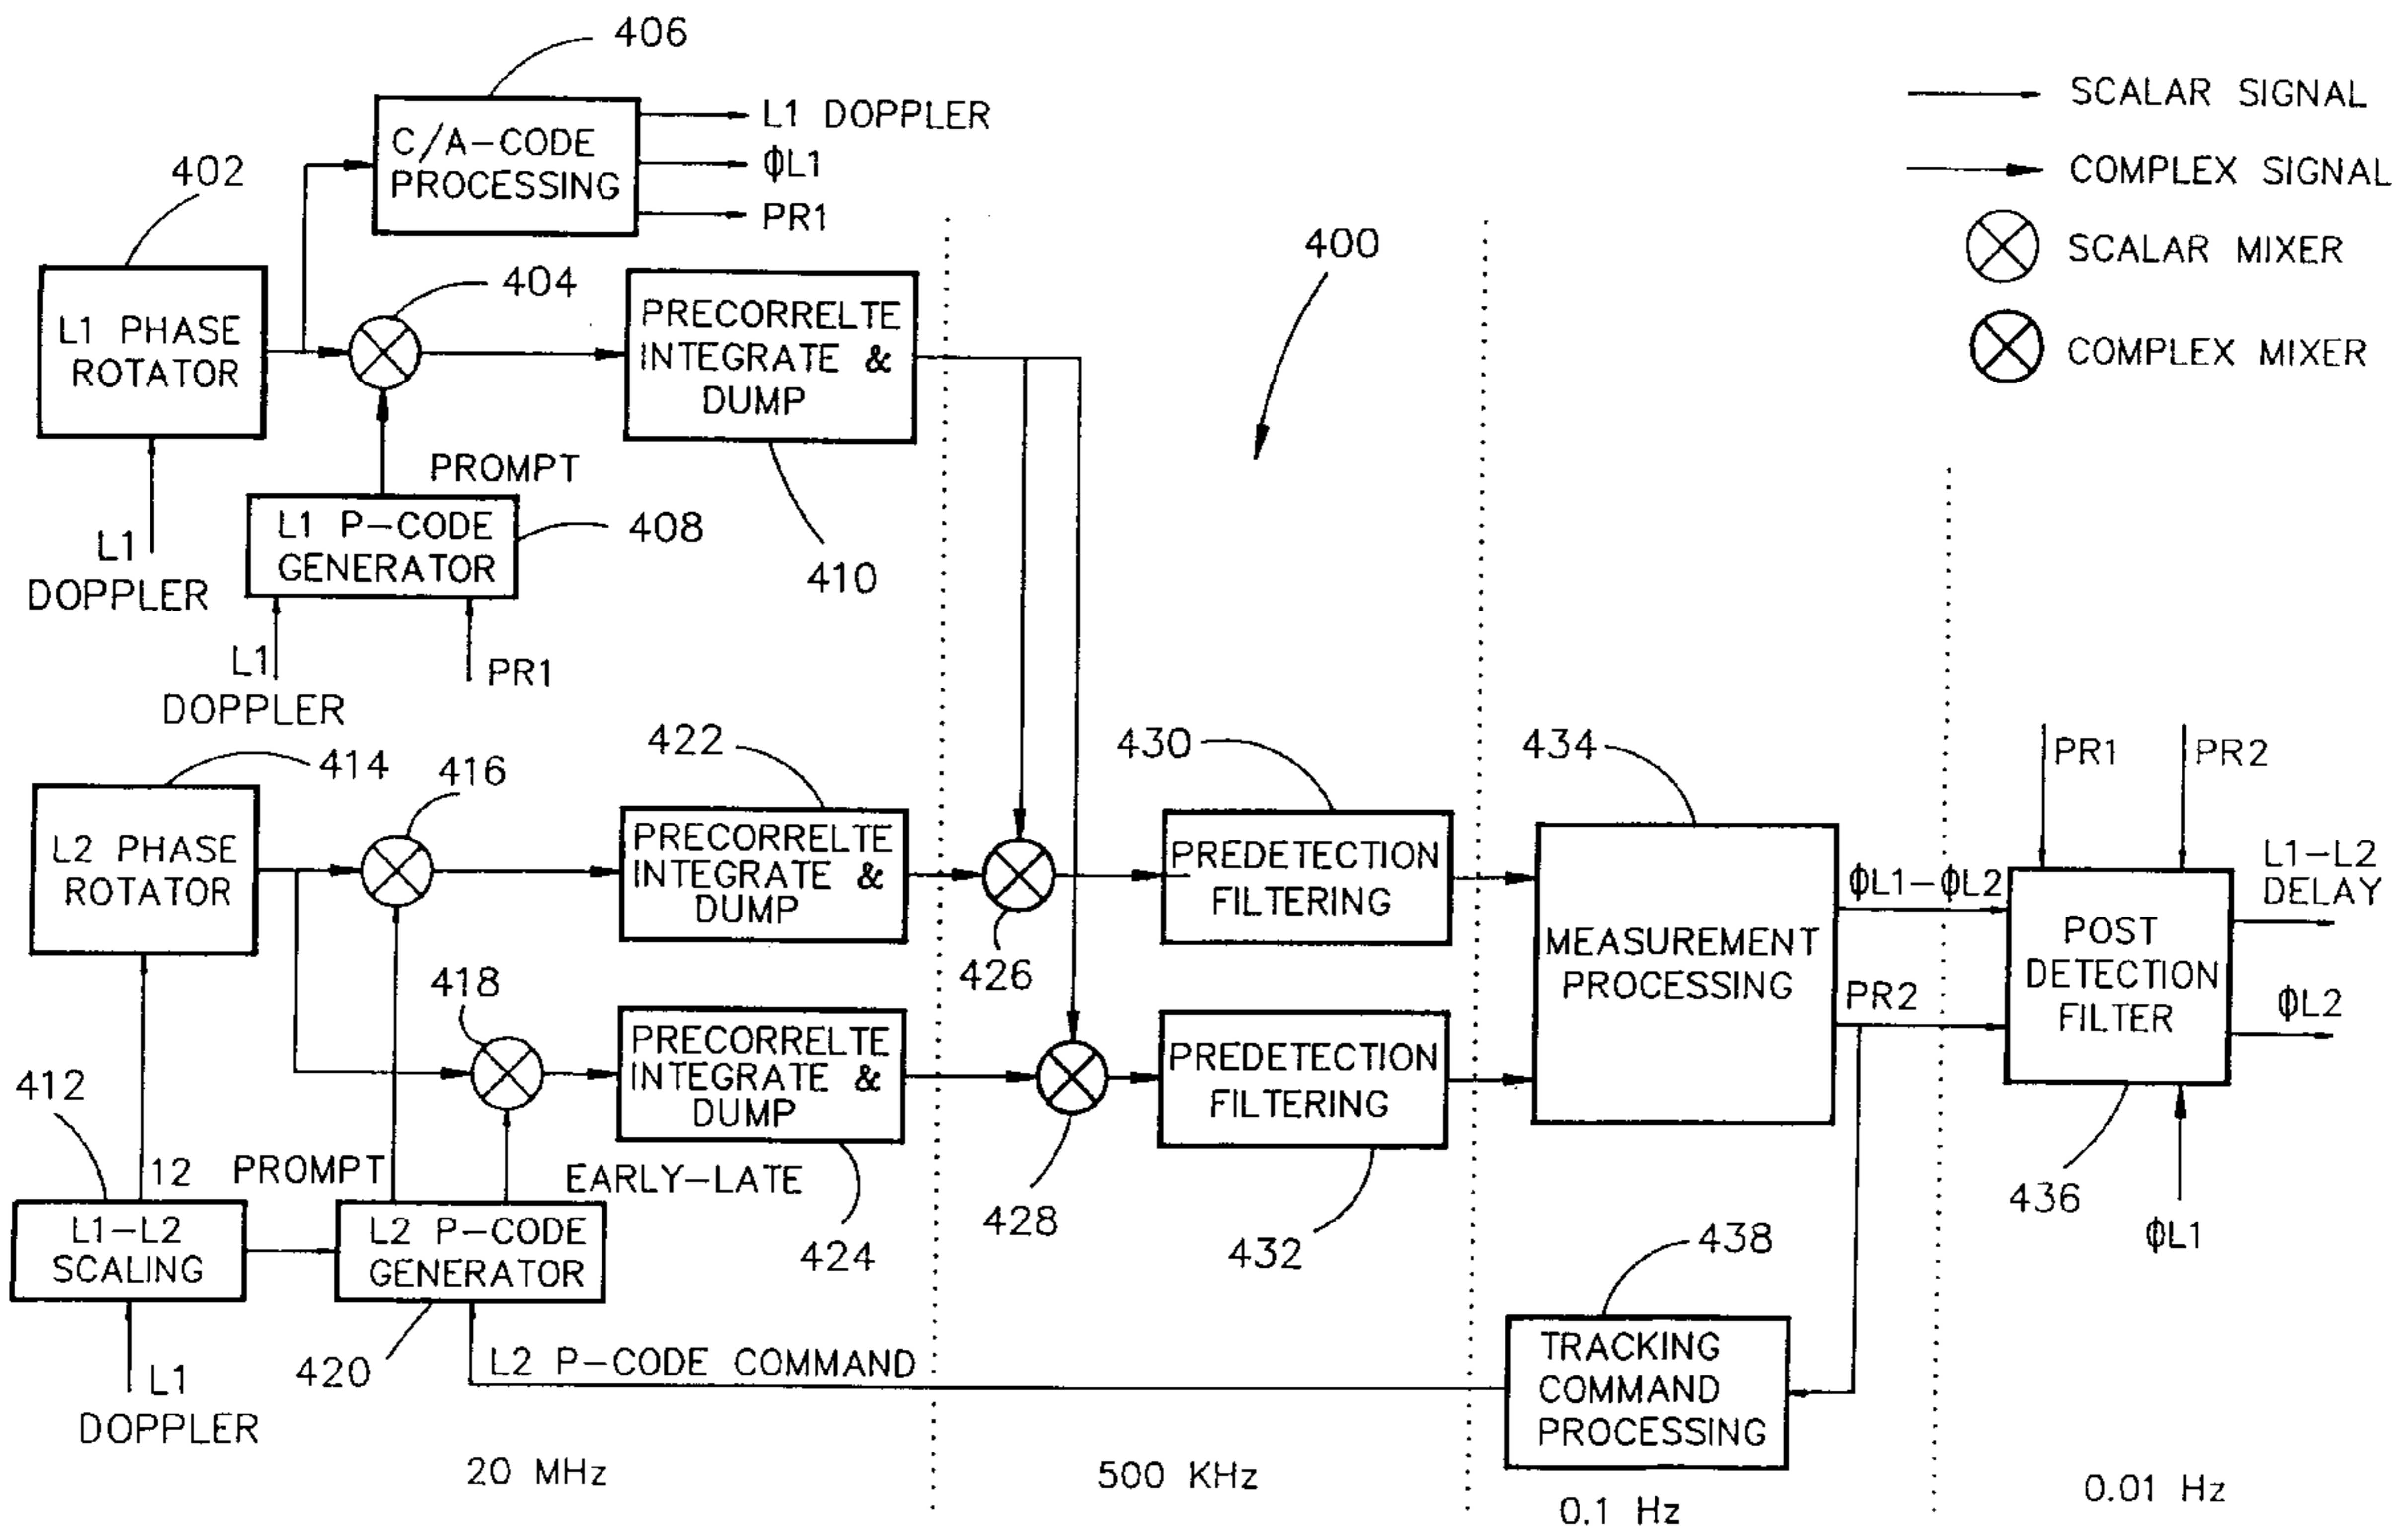 406
C/A-CODE
PROCESSING
L1 DOPPLER
ΦL1
PR1
SCALAR SIGNAL
COMPLEX SIGNAL
SCALAR MIXER
COMPLEX MIXER
402
L1 PHASE
ROTATOR
404
PRECORRELTE
INTEGRATE &
DUMP
400
PROMPT
L1
DOPPLER
L1 P-CODE
GENERATOR
408
410
L1
DOPPLER
PR1
414
416
422
430
434
PR1
PR2
L2 PHASE
ROTATOR
PRECORRELTE
INTEGRATE &
DUMP
PREDETECTION
FILTERING
426
MEASUREMENT
PROCESSING
ΦL1-ΦL2
PR2
POST
DETECTION
FILTER
L1-L2
DELAY
ΦL2
418
PRECORRELTE
INTEGRATE &
DUMP
PREDETECTION
FILTERING
412
12
PROMPT
EARLY-LATE
424
428
432
436
ΦL1
L1-L2
SCALING
L2 P-CODE
GENERATOR
438
420
L2 P-CODE COMMAND
TRACKING
COMMAND
PROCESSING
L1
DOPPLER
20 MHz
500 KHz
0.1 Hz
0.01 Hz